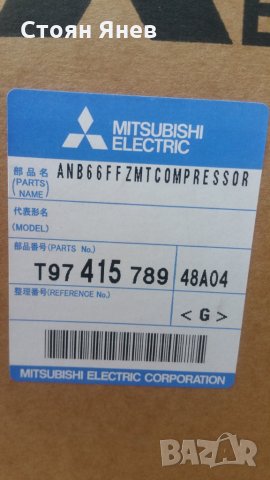 Стоян Янев
MITSUBISHI
ELECTRIC
部品名
(PARTS NAME)
ANB66FFZMTCOMPRESSOR
代表形名
(MODEL)
部品番号(PARTS No.)
T97 415 789 48A04
整理番号(REFERENCE No.)
<G>
MITSUBISHI ELECTRIC CORPORATION
bazar